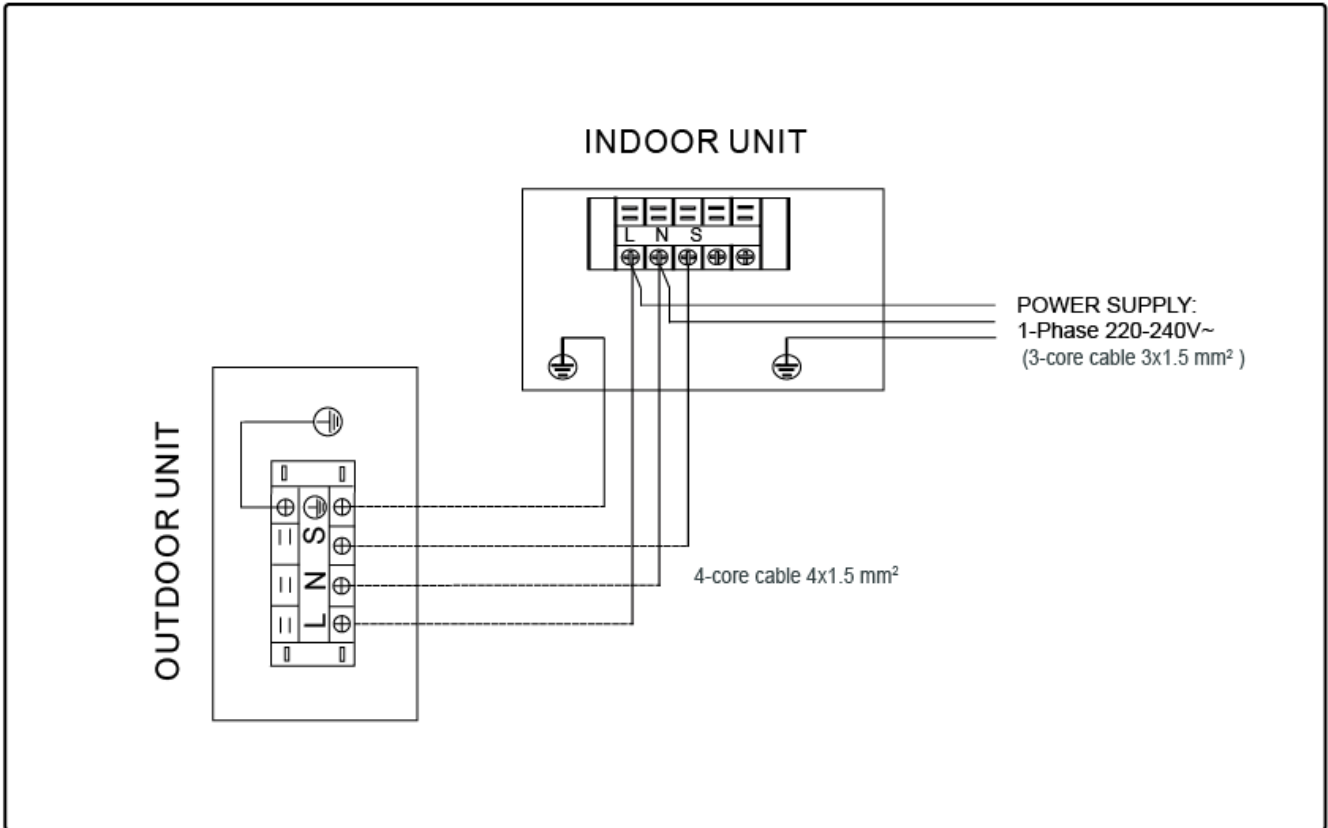 INDOOR UNIT
L N S
POWER SUPPLY:
1-Phase 220-240V~
(3-core cable 3x1.5 mm² )
OUTDOOR UNIT
L N S
4-core cable 4x1.5 mm²